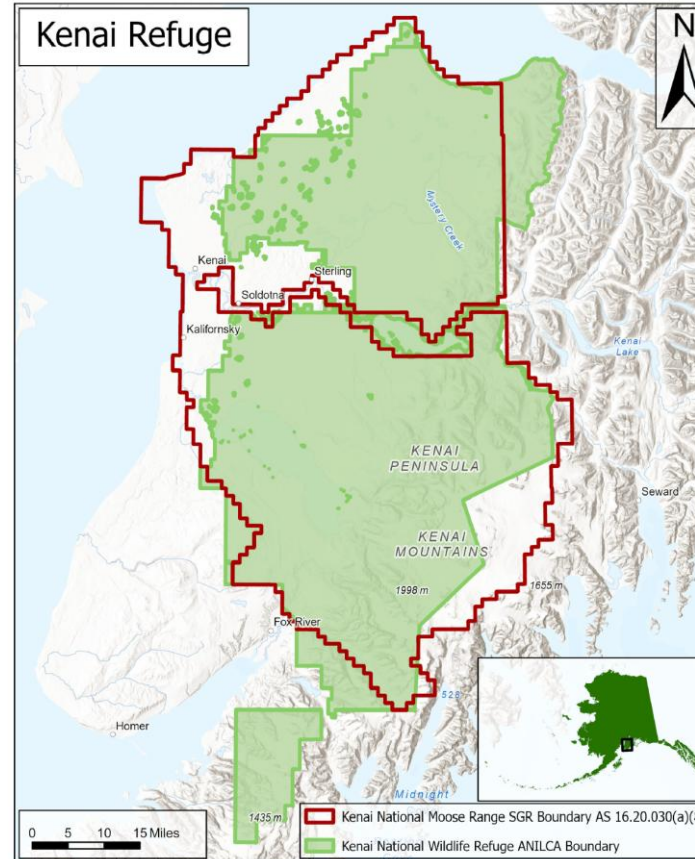 Kenai Refuge
N
Mystery Creek
Kenai
Sterling
Soldotna
Kalifornsky
Kenai
Lake
KENAI
PENINSULA
Seward
KENAI
MOUNTAINS
1998 m
1655 m
Fox River
528
Homer
Midnight
1435 m
0 5 10 15 Miles
Kenai National Moose Range SGR Boundary AS 16.20.030(a)(
Kenai National Wildlife Refuge ANILCA Boundary